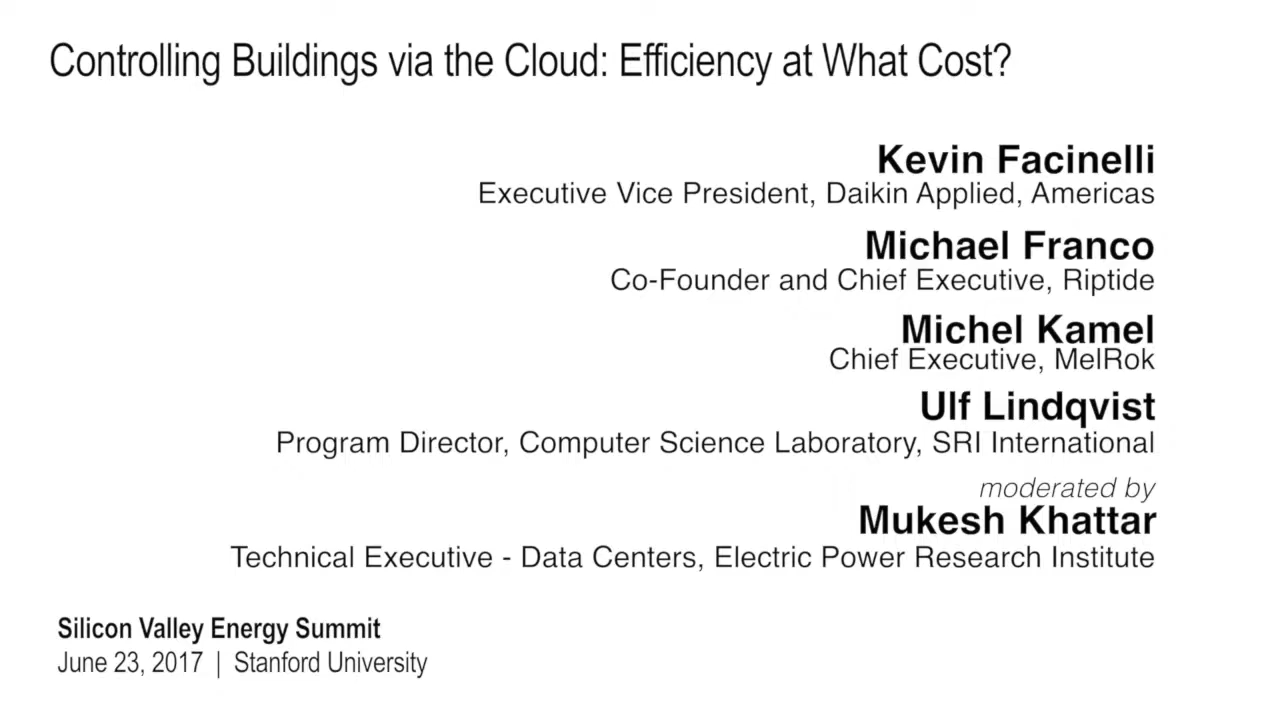 Controlling Buildings via the Cloud: Efficiency at What Cost?
Kevin Facinelli
Executive Vice President, Daikin Applied, Americas
Michael Franco
Co-Founder and Chief Executive, Riptide
Michel Kamel
Chief Executive, MelRok
Ulf Lindqvist
Program Director, Computer Science Laboratory, SRI International
moderated by
Mukesh Khattar
Technical Executive - Data Centers, Electric Power Research Institute
Silicon Valley Energy Summit
June 23, 2017 | Stanford University